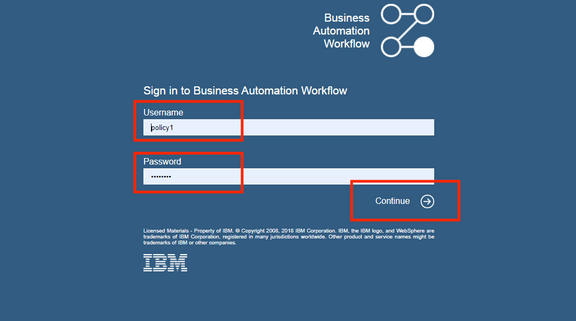 Business
Automation
Workflow
Sign in to Business Automation Workflow
Username
policy1
Password
••••••••
Continue
Licensed Materials - Property of IBM. © Copyright 2008, 2018 IBM Corporation. IBM, the IBM logo, and WebSphere are
trademarks of IBM Corporation, registered in many jurisdictions worldwide. Other product and service names might be
trademarks of IBM or other companies.
IBM